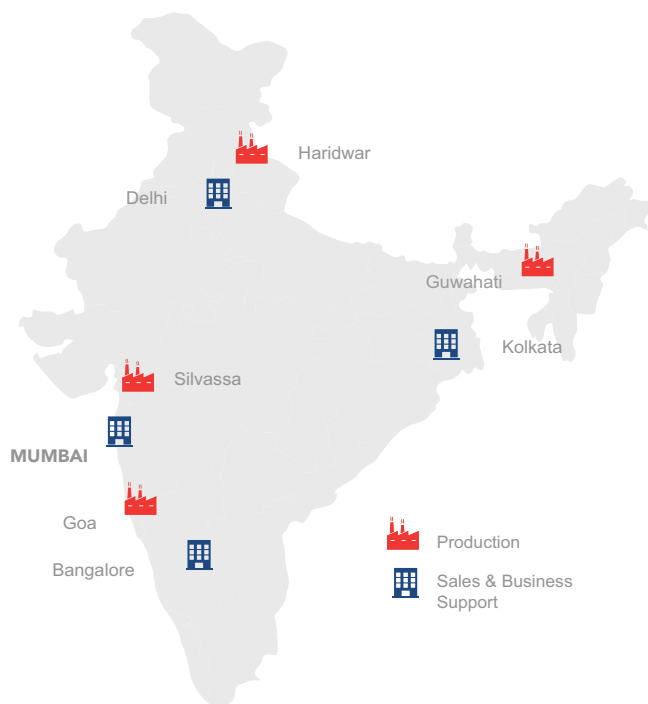 Haridwar
Delhi
Guwahati
Kolkata
Silvassa
MUMBAI
Goa
Bangalore
Production
Sales & Business
Support